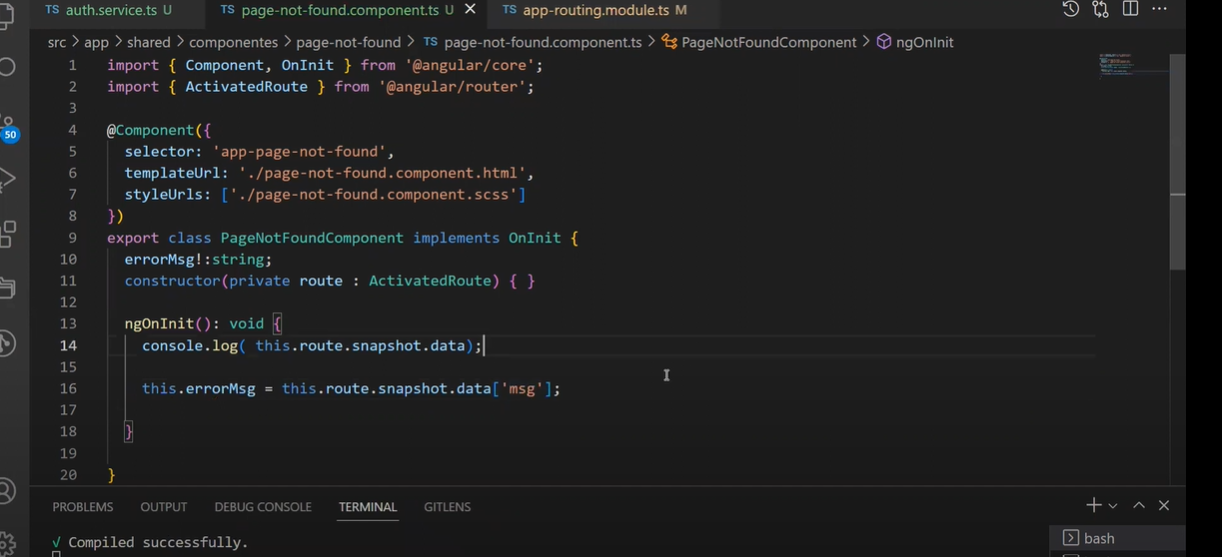 TS auth.service.ts U TS page-not-found.component.ts U TS app-routing.module.ts M
src > app > shared > componentes > page-not-found > TS page-not-found.component.ts > PageNotFoundComponent > ngOnInit
1 import { Component, OnInit } from '@angular/core';
2 import { ActivatedRoute } from '@angular/router';
3
4 @Component({
5 selector: 'app-page-not-found',
6 templateUrl: './page-not-found.component.html',
7 styleUrls: ['./page-not-found.component.scss']
8 })
9 export class PageNotFoundComponent implements OnInit {
10 errorMsg!:string;
11 constructor(private route : ActivatedRoute) { }
12
13 ngOnInit(): void {
14 console.log( this.route.snapshot.data);
15
16 this.errorMsg = this.route.snapshot.data['msg'];
17
18 }
19
20 }
50
PROBLEMS OUTPUT DEBUG CONSOLE TERMINAL GITLENS
√ Compiled successfully.
bash